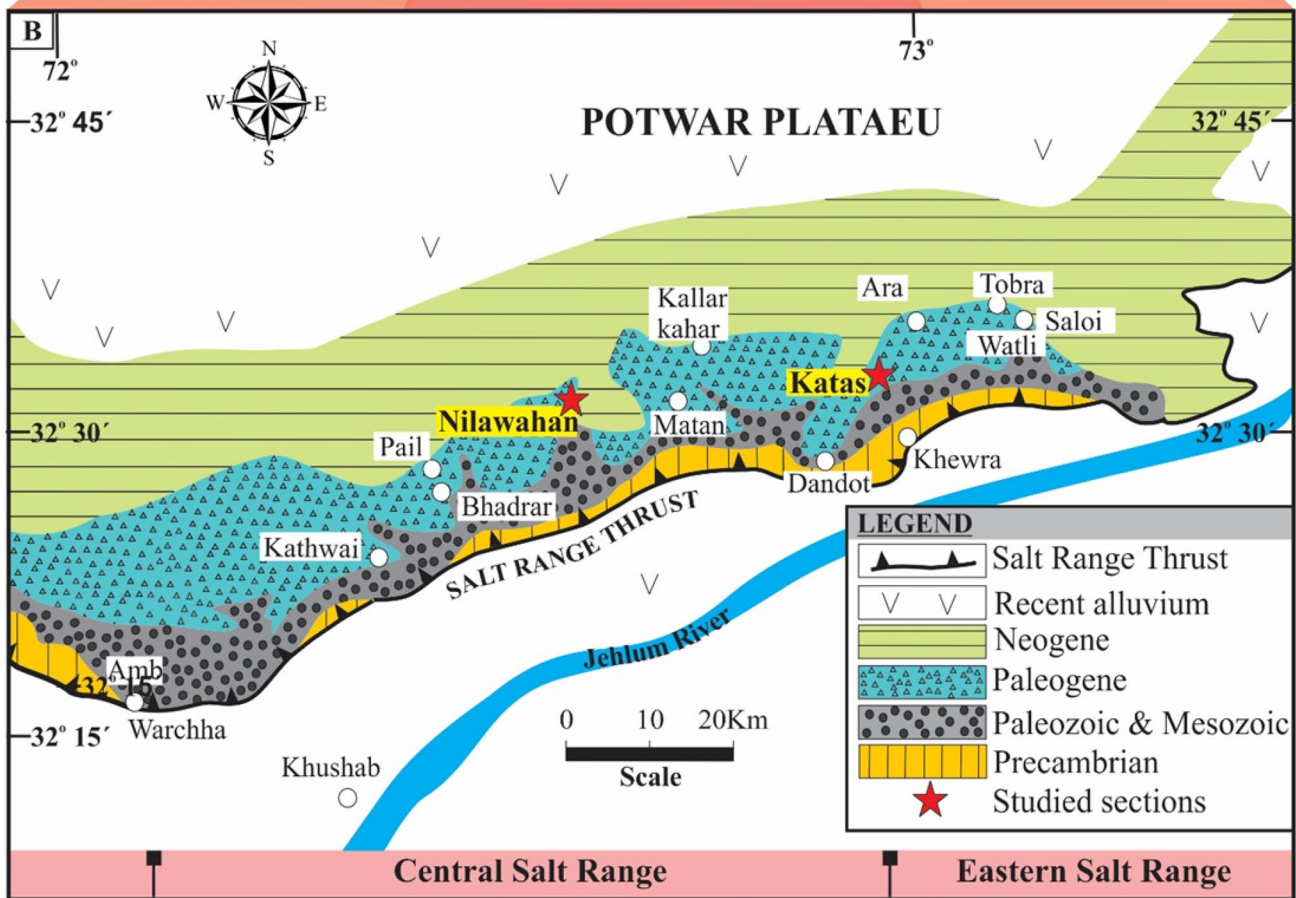 B
72°
73°
N
W E
S
32° 45′
POTWAR PLATAEU
32° 45′
Kallar
kahar
Ara
Tobra
Saloi
Watli
Katas
Nilawahan
Matan
32° 30′
32° 30′
Pail
Khewra
Dandot
Bhadrar
Kathwai
SALT RANGE THRUST
Jehlum River
Amb
32° 15
Warchha
32° 15′
Khushab
0 10 20Km
Scale
LEGEND
Salt Range Thrust
V V Recent alluvium
Neogene
Paleogene
Paleozoic & Mesozoic
Precambrian
Studied sections
Central Salt Range
Eastern Salt Range